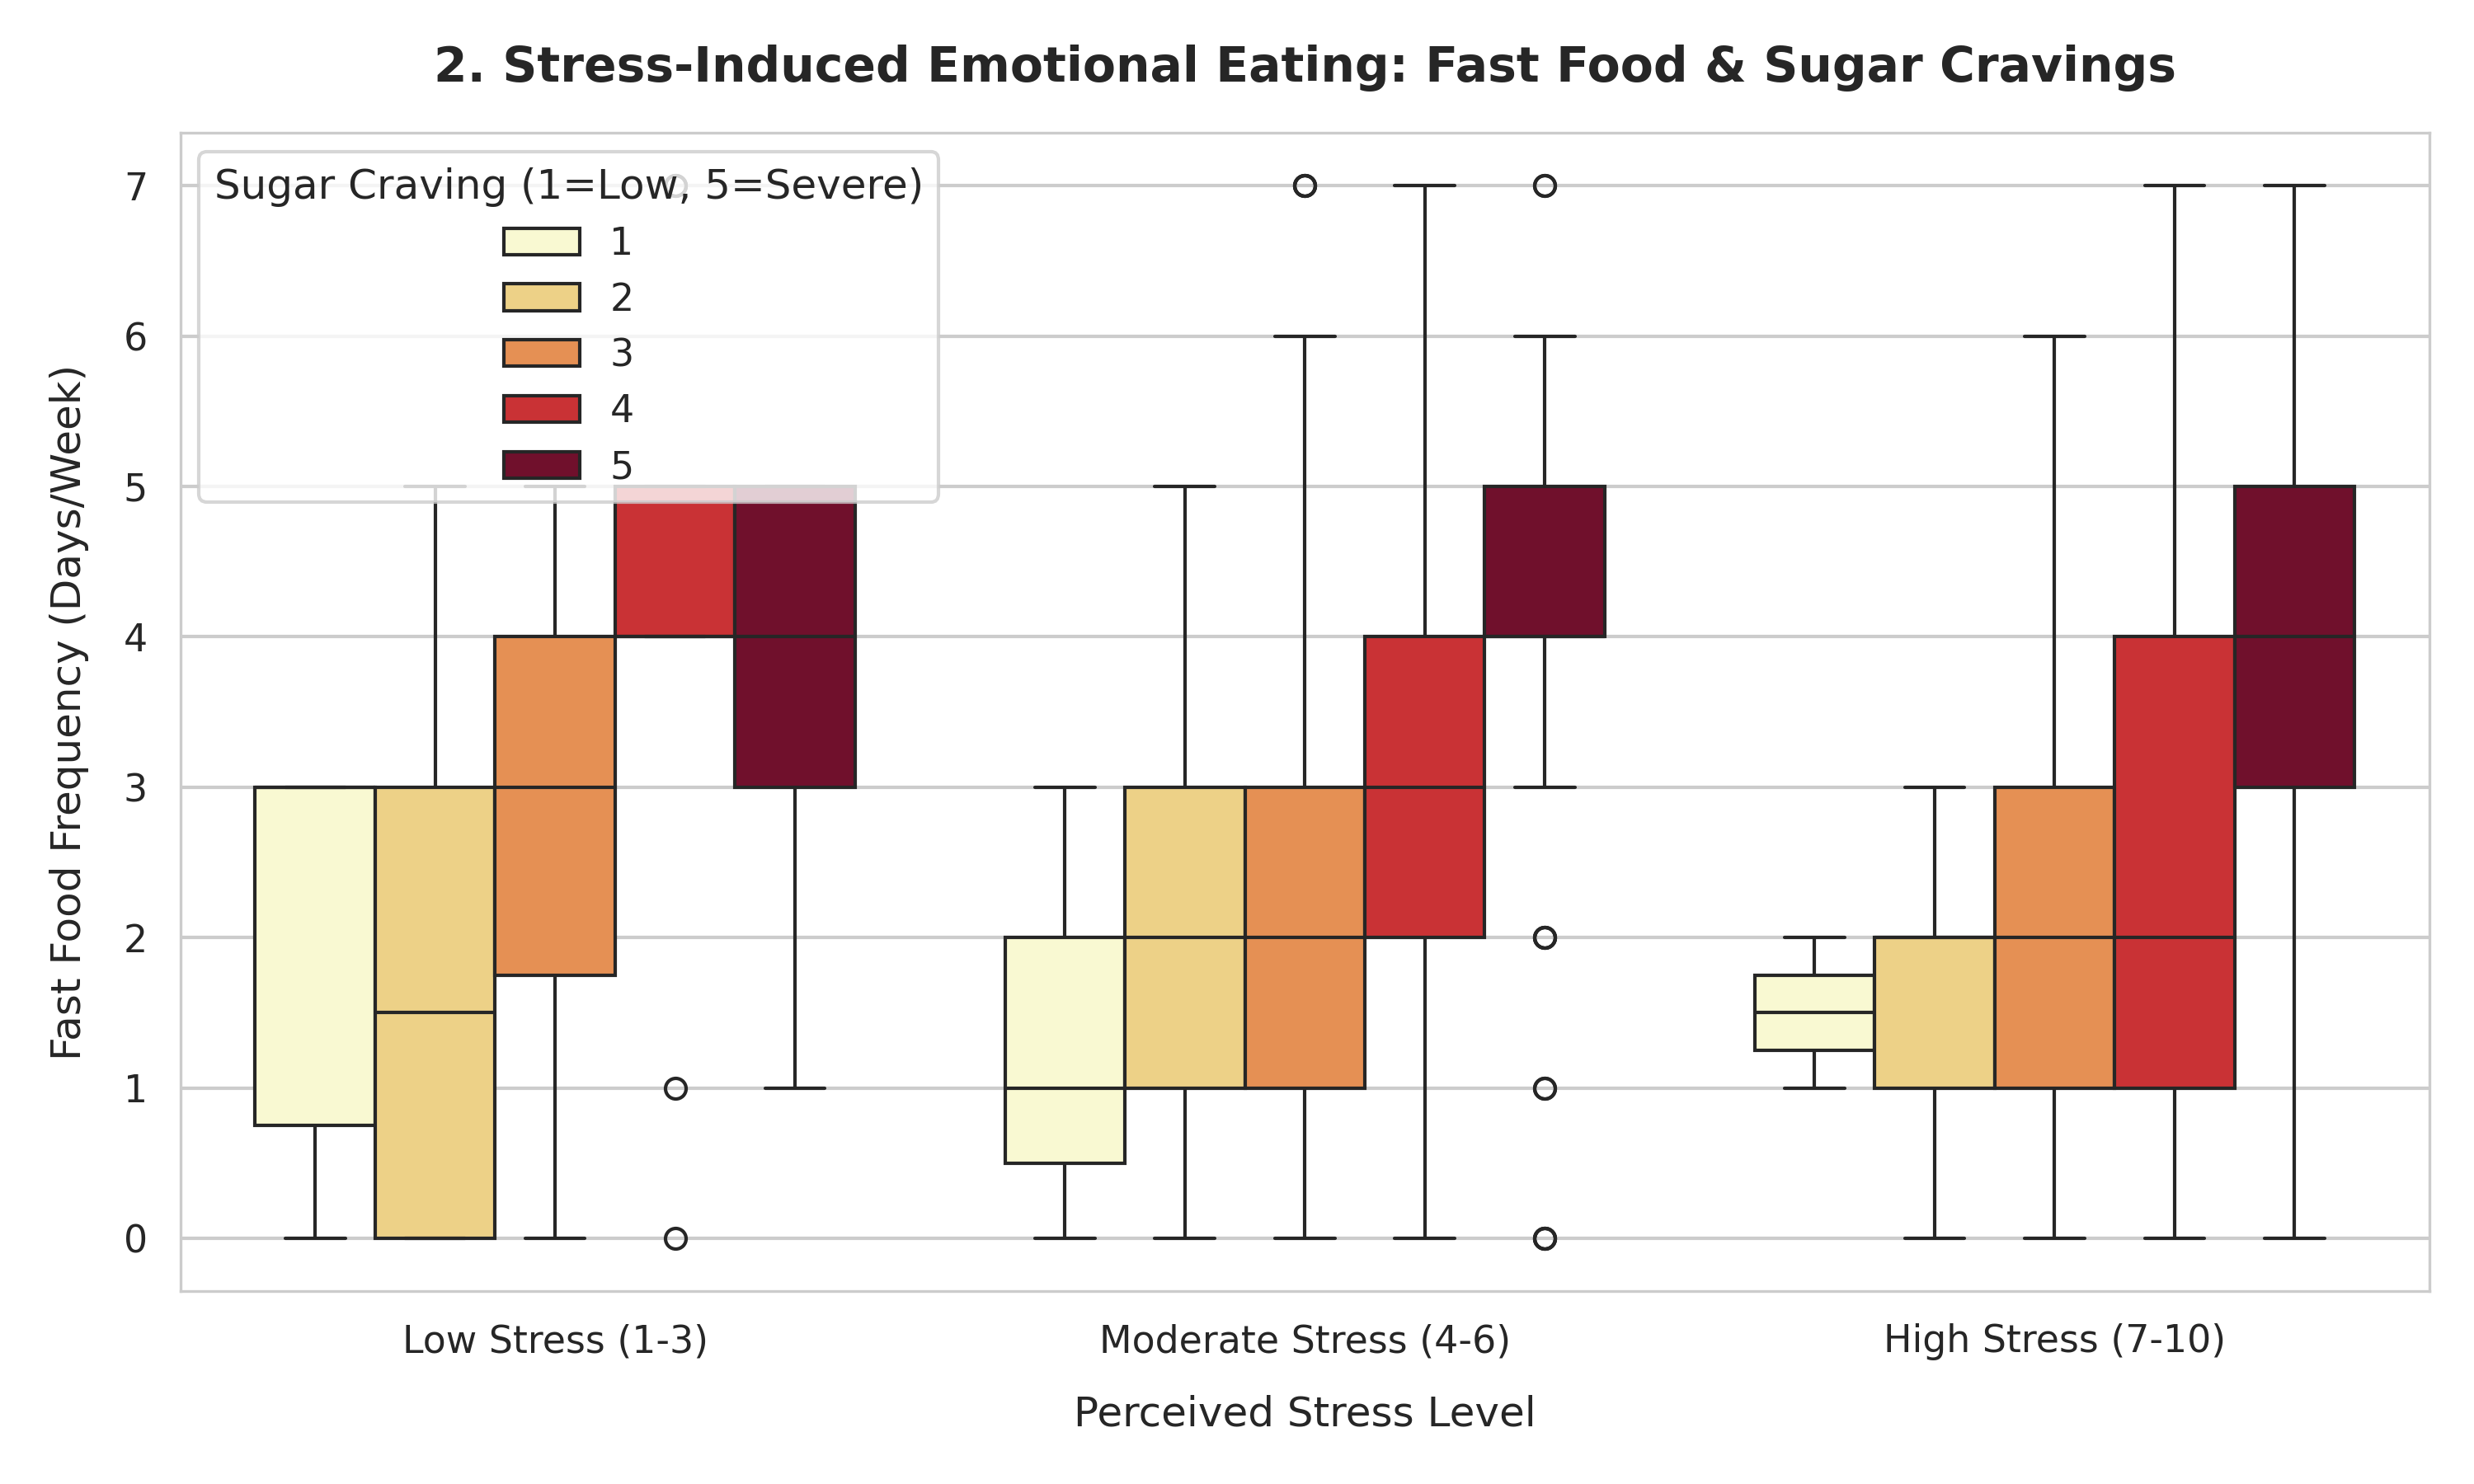 2. Stress-Induced Emotional Eating: Fast Food & Sugar Cravings
Sugar Craving (1=Low, 5=Severe)
1
2
3
4
5
7
6
5
4
3
2
1
0
Fast Food Frequency (Days/Week)
Low Stress (1-3)
Moderate Stress (4-6)
High Stress (7-10)
Perceived Stress Level